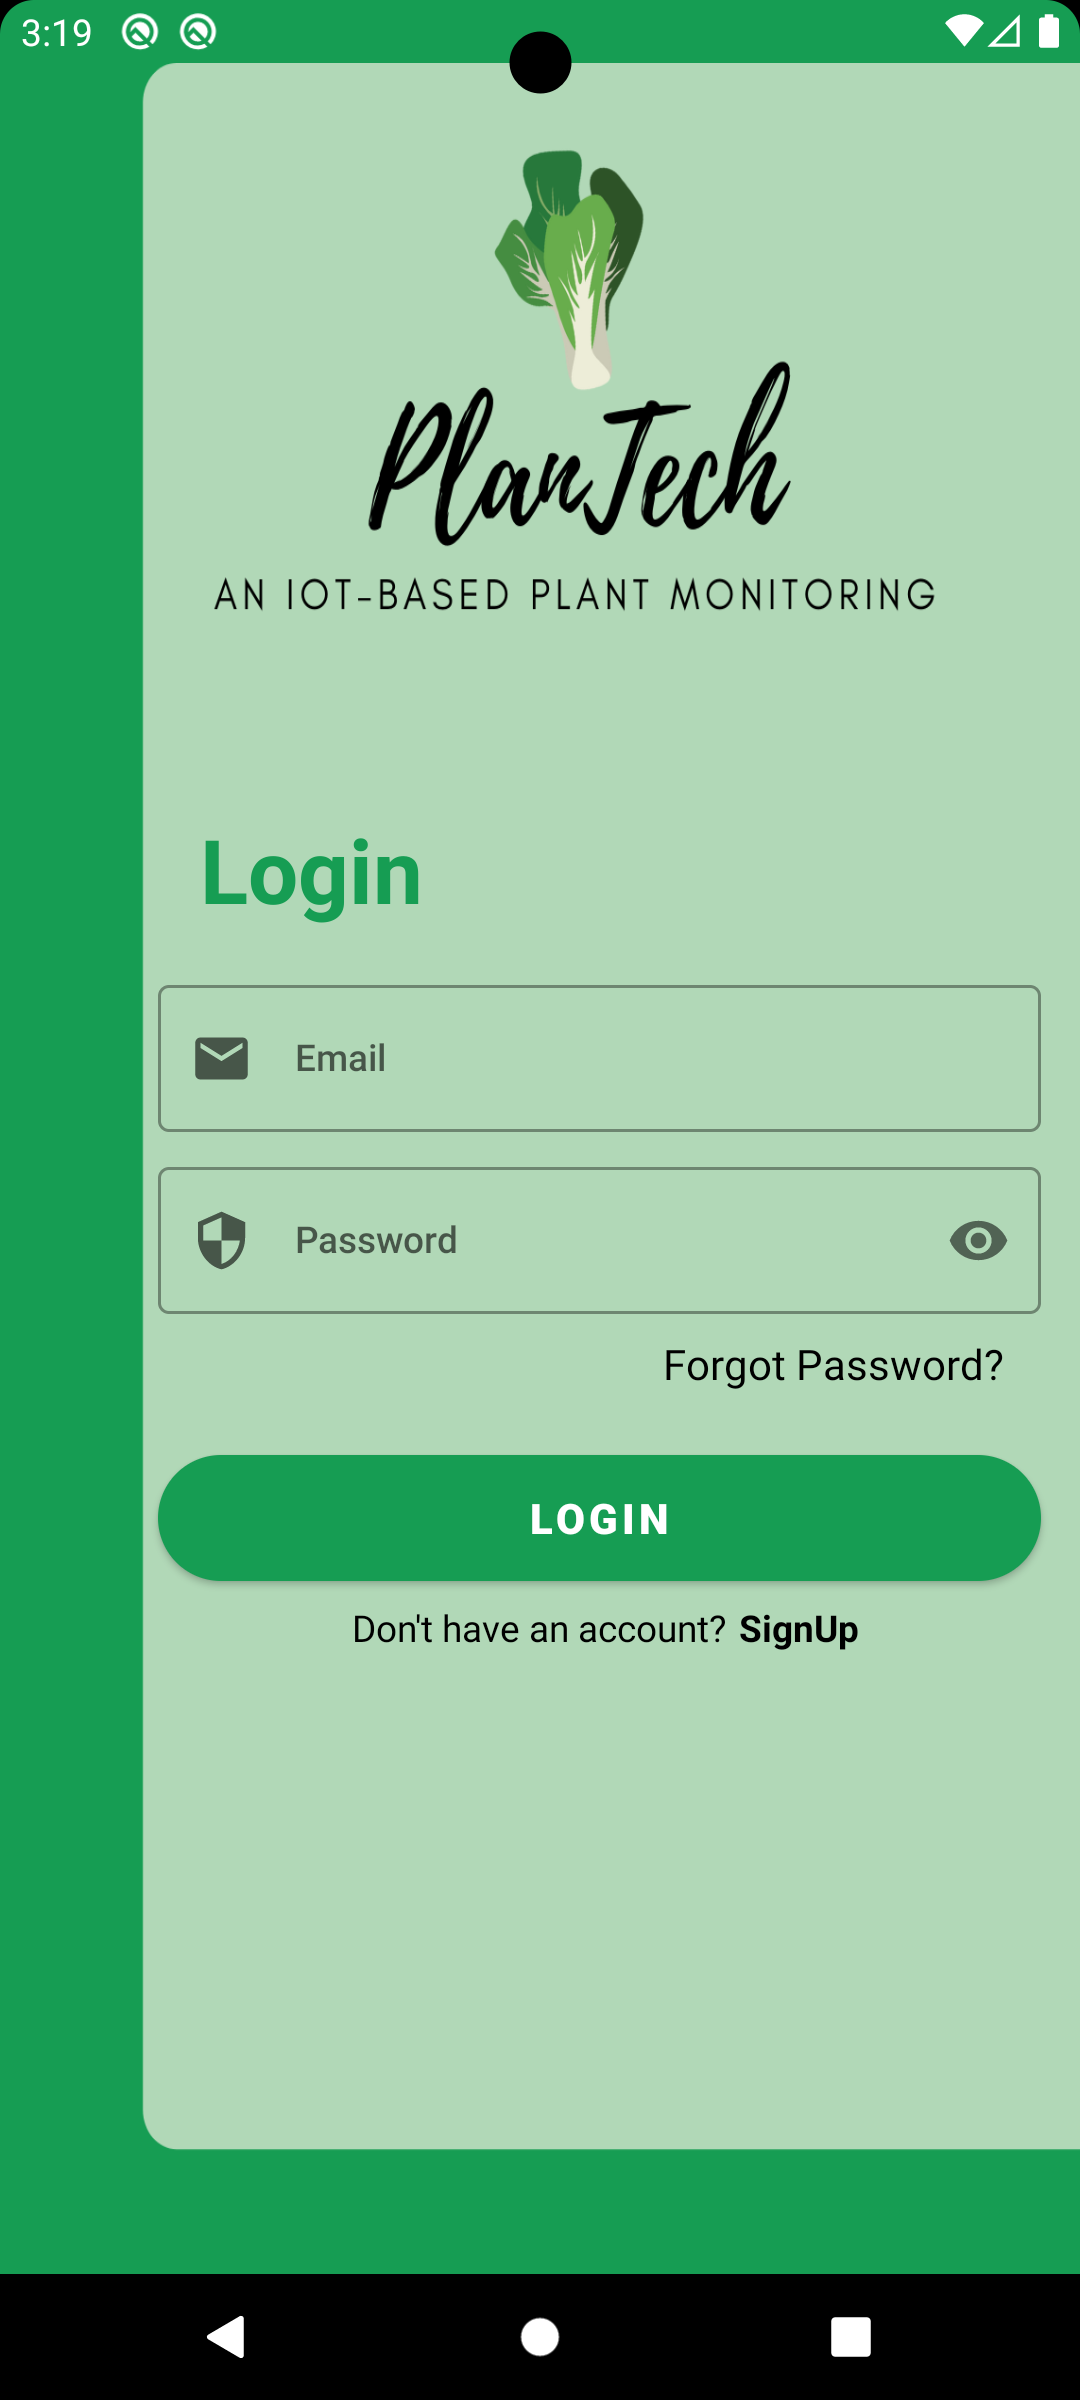 3:19
PlanTech
AN IOT-BASED PLANT MONITORING
Login
Email
Password
Forgot Password?
LOGIN
Don't have an account? SignUp